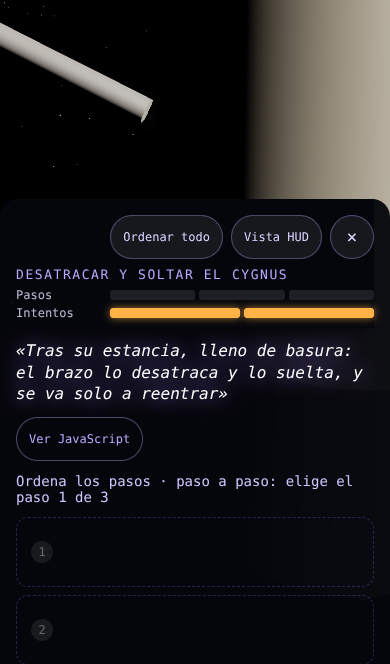 Ordenar todo
Vista HUD
×
DESATRACAR Y SOLTAR EL CYGNUS
Pasos
Intentos
«Tras su estancia, lleno de basura:
el brazo lo desatraca y lo suelta, y
se va solo a reentrar»
Ver JavaScript
Ordena los pasos · paso a paso: elige el
paso 1 de 3
1
2